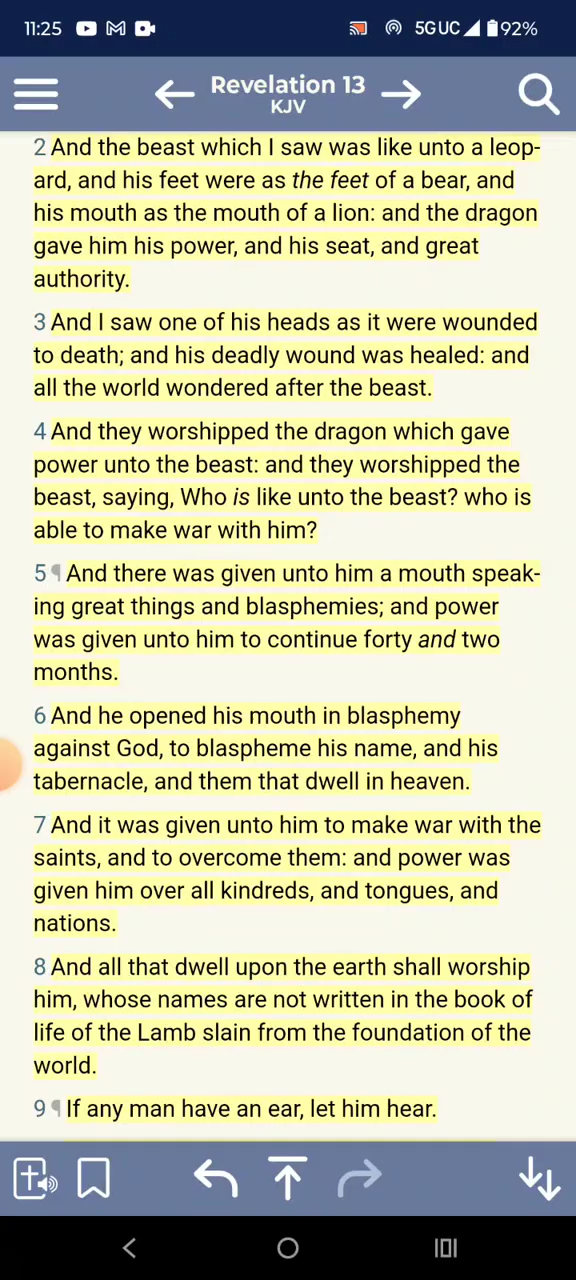 11:25 5G UC 92%
Revelation 13
KJV
2 And the beast which I saw was like unto a leop-
ard, and his feet were as the feet of a bear, and
his mouth as the mouth of a lion: and the dragon
gave him his power, and his seat, and great
authority.
3 And I saw one of his heads as it were wounded
to death; and his deadly wound was healed: and
all the world wondered after the beast.
4 And they worshipped the dragon which gave
power unto the beast: and they worshipped the
beast, saying, Who is like unto the beast? who is
able to make war with him?
5 ¶ And there was given unto him a mouth speak-
ing great things and blasphemies; and power
was given unto him to continue forty and two
months.
6 And he opened his mouth in blasphemy
against God, to blaspheme his name, and his
tabernacle, and them that dwell in heaven.
7 And it was given unto him to make war with the
saints, and to overcome them: and power was
given him over all kindreds, and tongues, and
nations.
8 And all that dwell upon the earth shall worship
him, whose names are not written in the book of
life of the Lamb slain from the foundation of the
world.
9 ¶ If any man have an ear, let him hear.